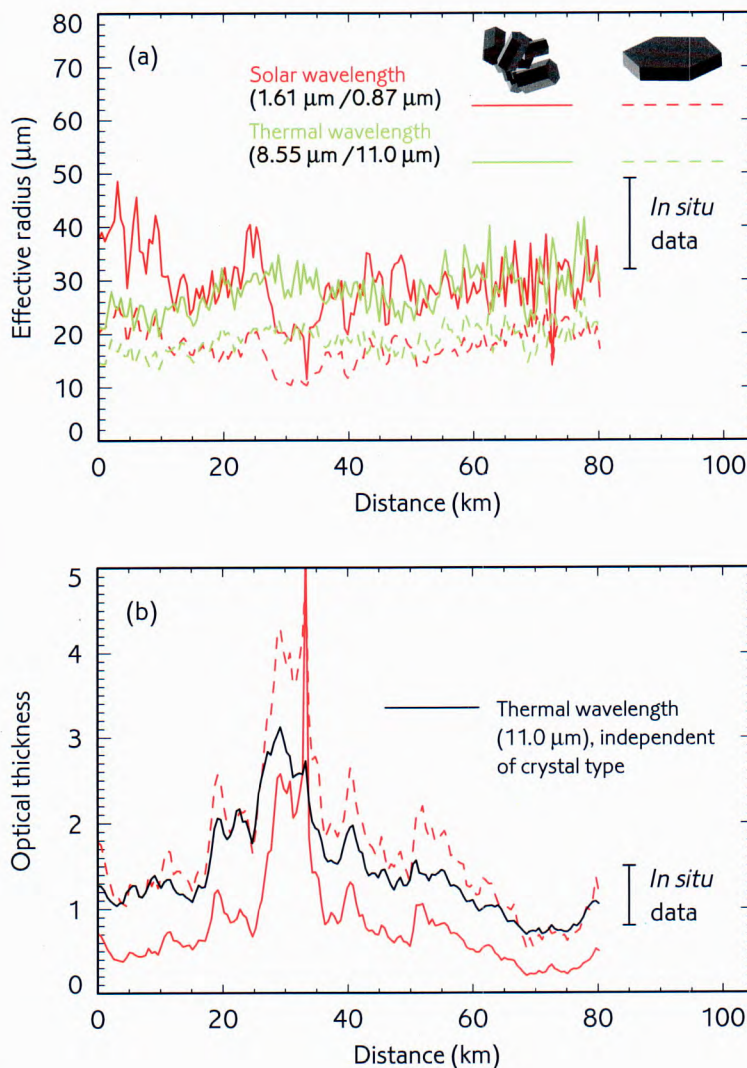 80
70
60
50
40
30
20
10
0
Effective radius (μm)
(a)
Solar wavelength
(1.61 μm /0.87 μm)
Thermal wavelength
(8.55 μm /11.0 μm)
In situ
data
0 20 40 60 80 100
Distance (km)
5
4
3
2
1
0
Optical thickness
(b)
Thermal wavelength
(11.0 μm), independent
of crystal type
In situ
data
0 20 40 60 80 100
Distance (km)